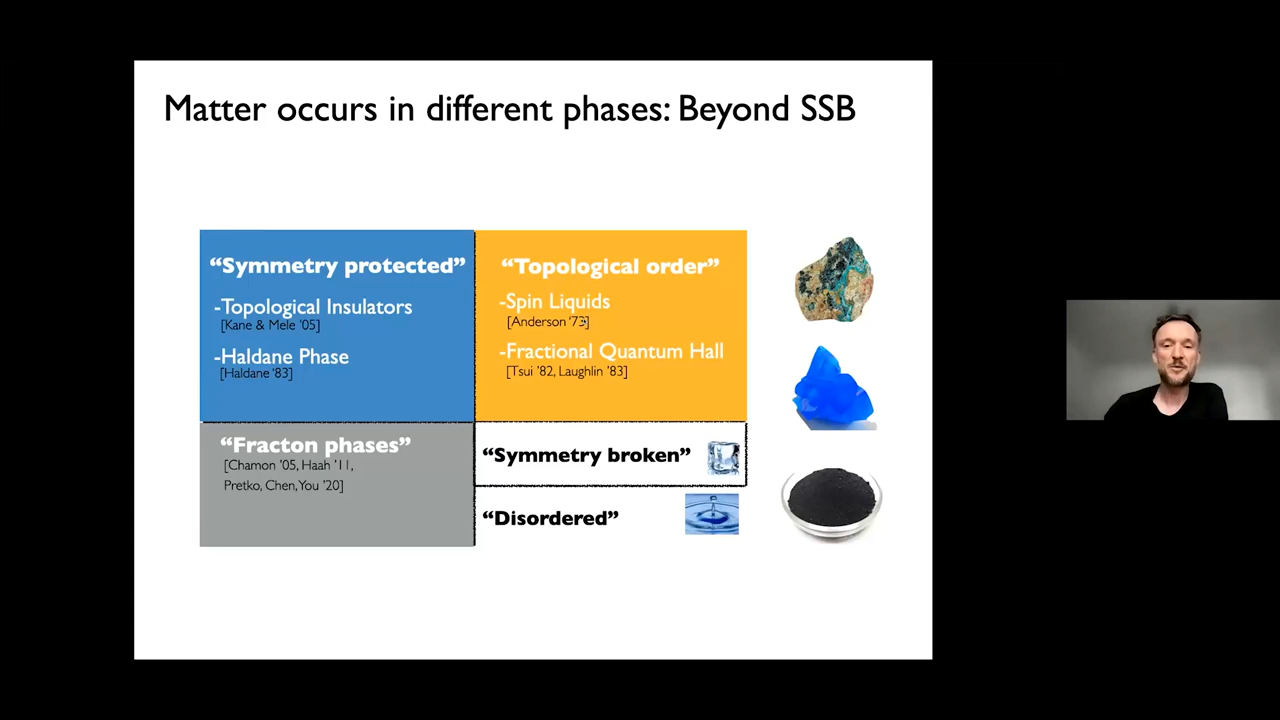 Matter occurs in different phases: Beyond SSB
“Symmetry protected”
-Topological Insulators
[Kane & Mele '05]
-Haldane Phase
[Haldane '83]
“Topological order”
-Spin Liquids
[Anderson '73]
-Fractional Quantum Hall
[Tsui '82, Laughlin '83]
“Fracton phases”
[Chamon '05, Haah '11,
Pretko, Chen, You '20]
“Symmetry broken”
“Disordered”